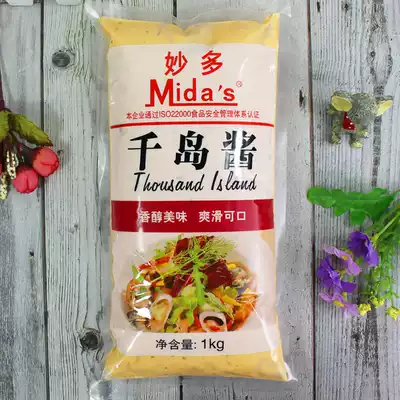 妙多
Mida's®
本企业通过ISO22000食品安全管理体系认证
千岛酱
Thousand Island
香醇美味 爽滑可口
净含量: 1kg